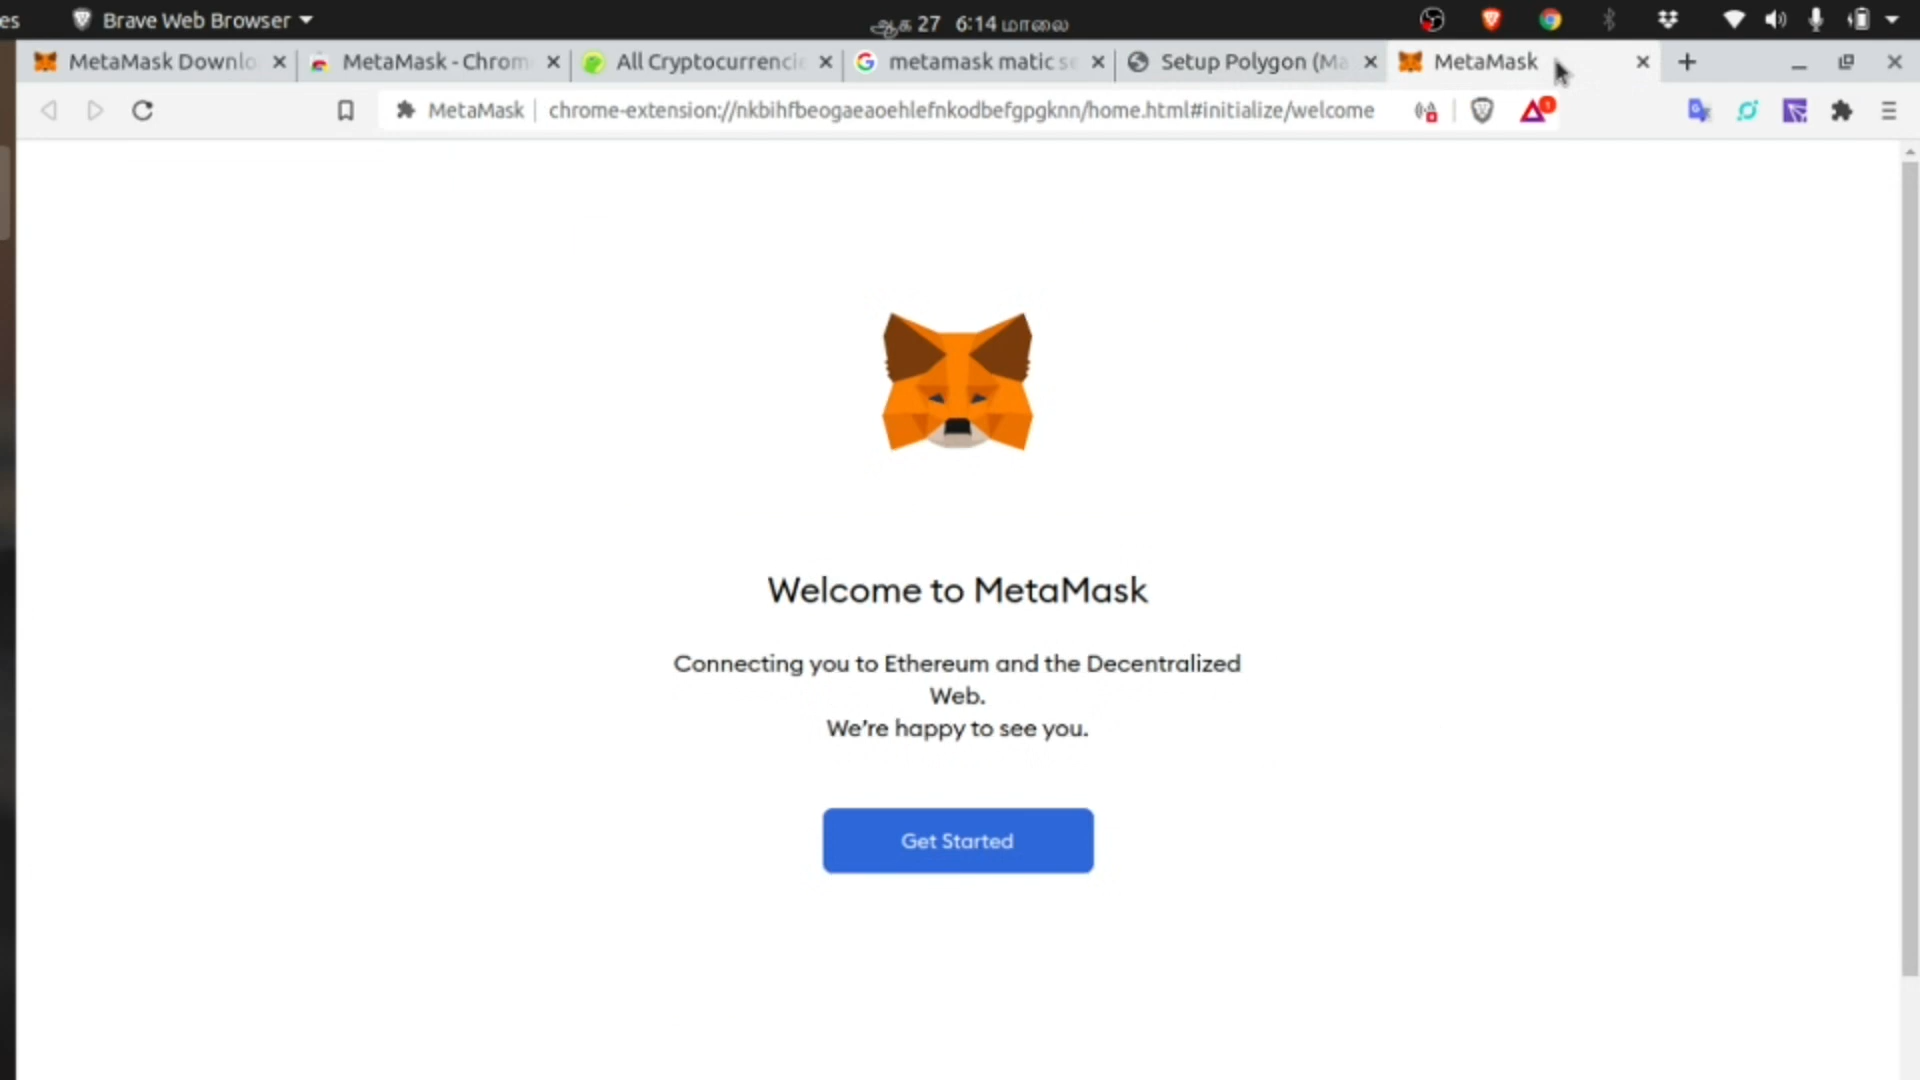 es Brave Web Browser ஆக 27 6:14 மாலை
MetaMask Downlo MetaMask - Chrom All Cryptocurrenci metamask matic se Setup Polygon (Ma MetaMask
MetaMask chrome-extension://nkbihfbeogaeaoehlefnkodbefgpgknn/home.html#initialize/welcome
Welcome to MetaMask
Connecting you to Ethereum and the Decentralized
Web.
We're happy to see you.
Get Started